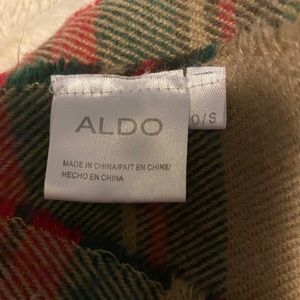 ALDO
O/S
MADE IN CHINA/FAIT EN CHINE/
HECHO EN CHINA